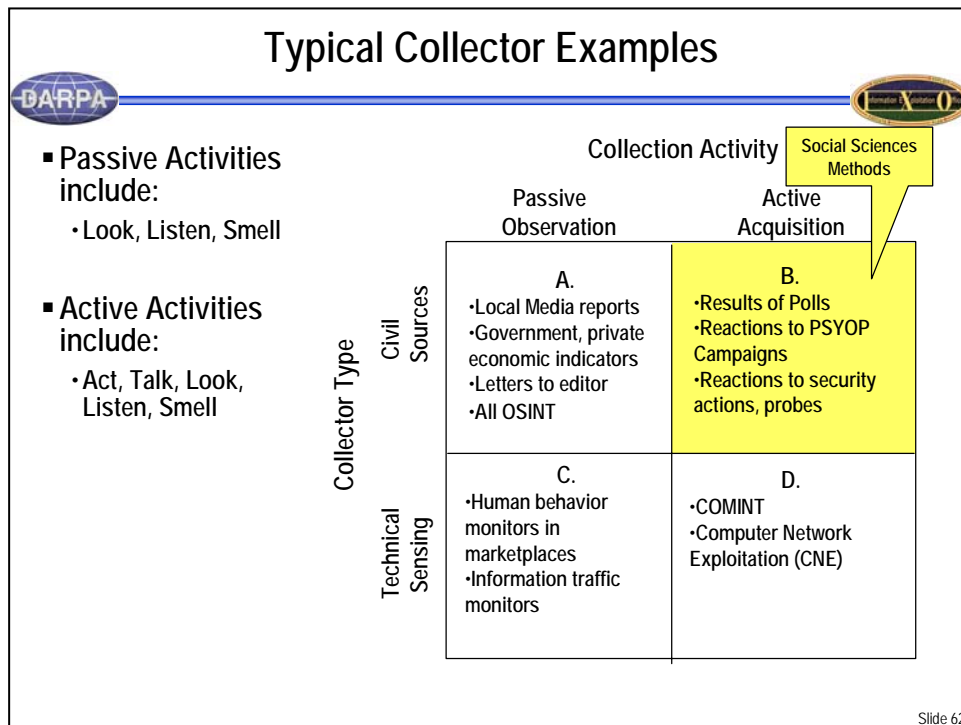 Typical Collector Examples
DARPA
Information Exploitation Office
I X O
▪Passive Activities
include:
•Look, Listen, Smell
▪Active Activities
include:
•Act, Talk, Look,
Listen, Smell
Collection Activity
Social Sciences
Methods
Passive
Observation
Active
Acquisition
Collector Type
Civil
Sources
A.
•Local Media reports
•Government, private
economic indicators
•Letters to editor
•All OSINT
B.
•Results of Polls
•Reactions to PSYOP
Campaigns
•Reactions to security
actions, probes
Technical
Sensing
C.
•Human behavior
monitors in
marketplaces
•Information traffic
monitors
D.
•COMINT
•Computer Network
Exploitation (CNE)
Slide 62